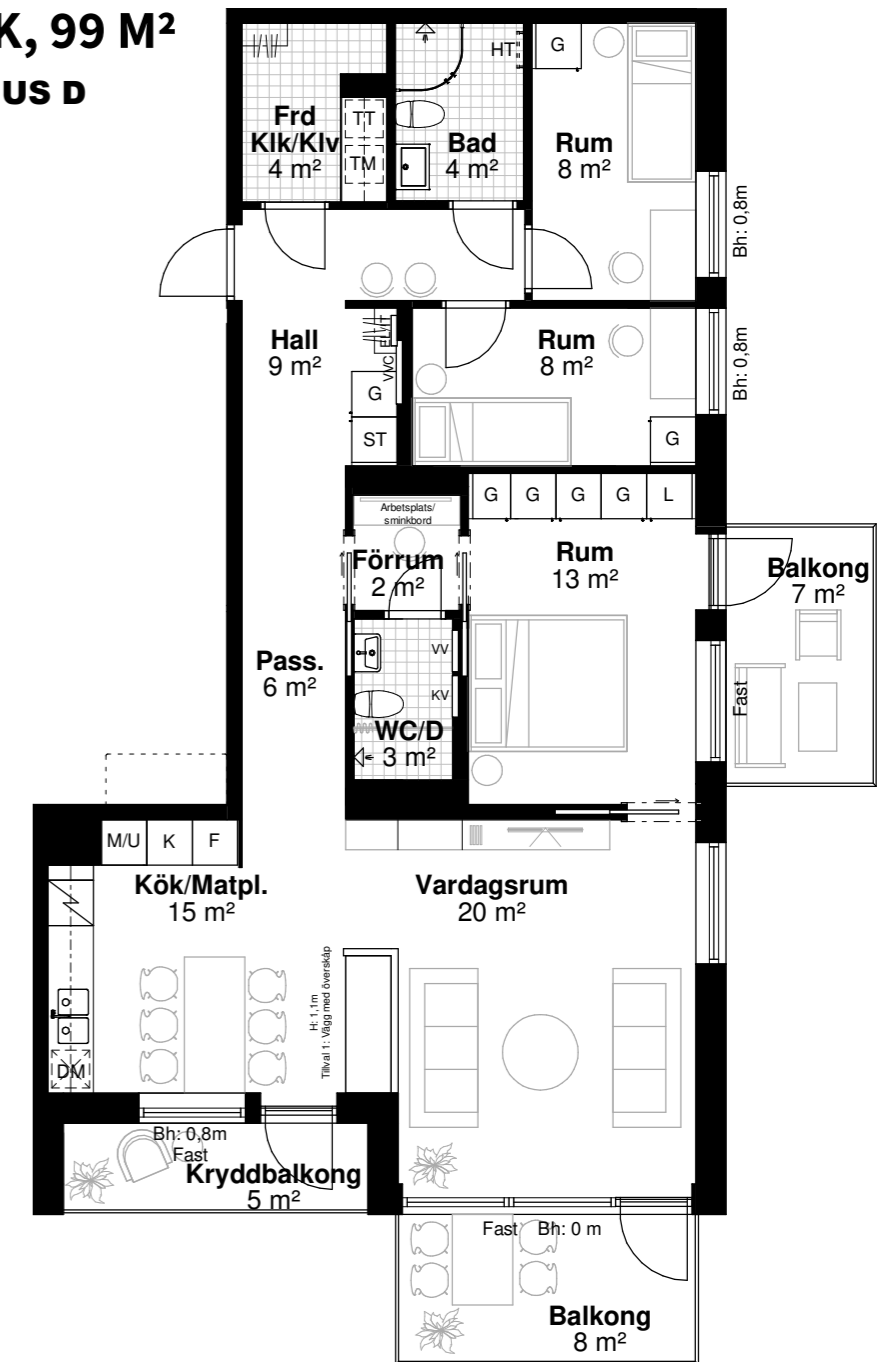 K, 99 M²
US D
Frd
Klk/Klv
4 m²
TT
TM
Bad
4 m²
HT
G
Rum
8 m²
Bh: 0,8m
Hall
9 m²
VVC EL/IT
G
ST
Rum
8 m²
G
Bh: 0,8m
Arbetsplats/
sminkbord
Förrum
2 m²
G G G G L
Rum
13 m²
Balkong
7 m²
Fast
Pass.
6 m²
VV
KV
WC/D
3 m²
M/U K F
Kök/Matpl.
15 m²
Vardagsrum
20 m²
H: 1,1m
Tillval 1: Vägg med överskåp
DM
Bh: 0,8m
Fast
Kryddbalkong
5 m²
Fast Bh: 0 m
Balkong
8 m²